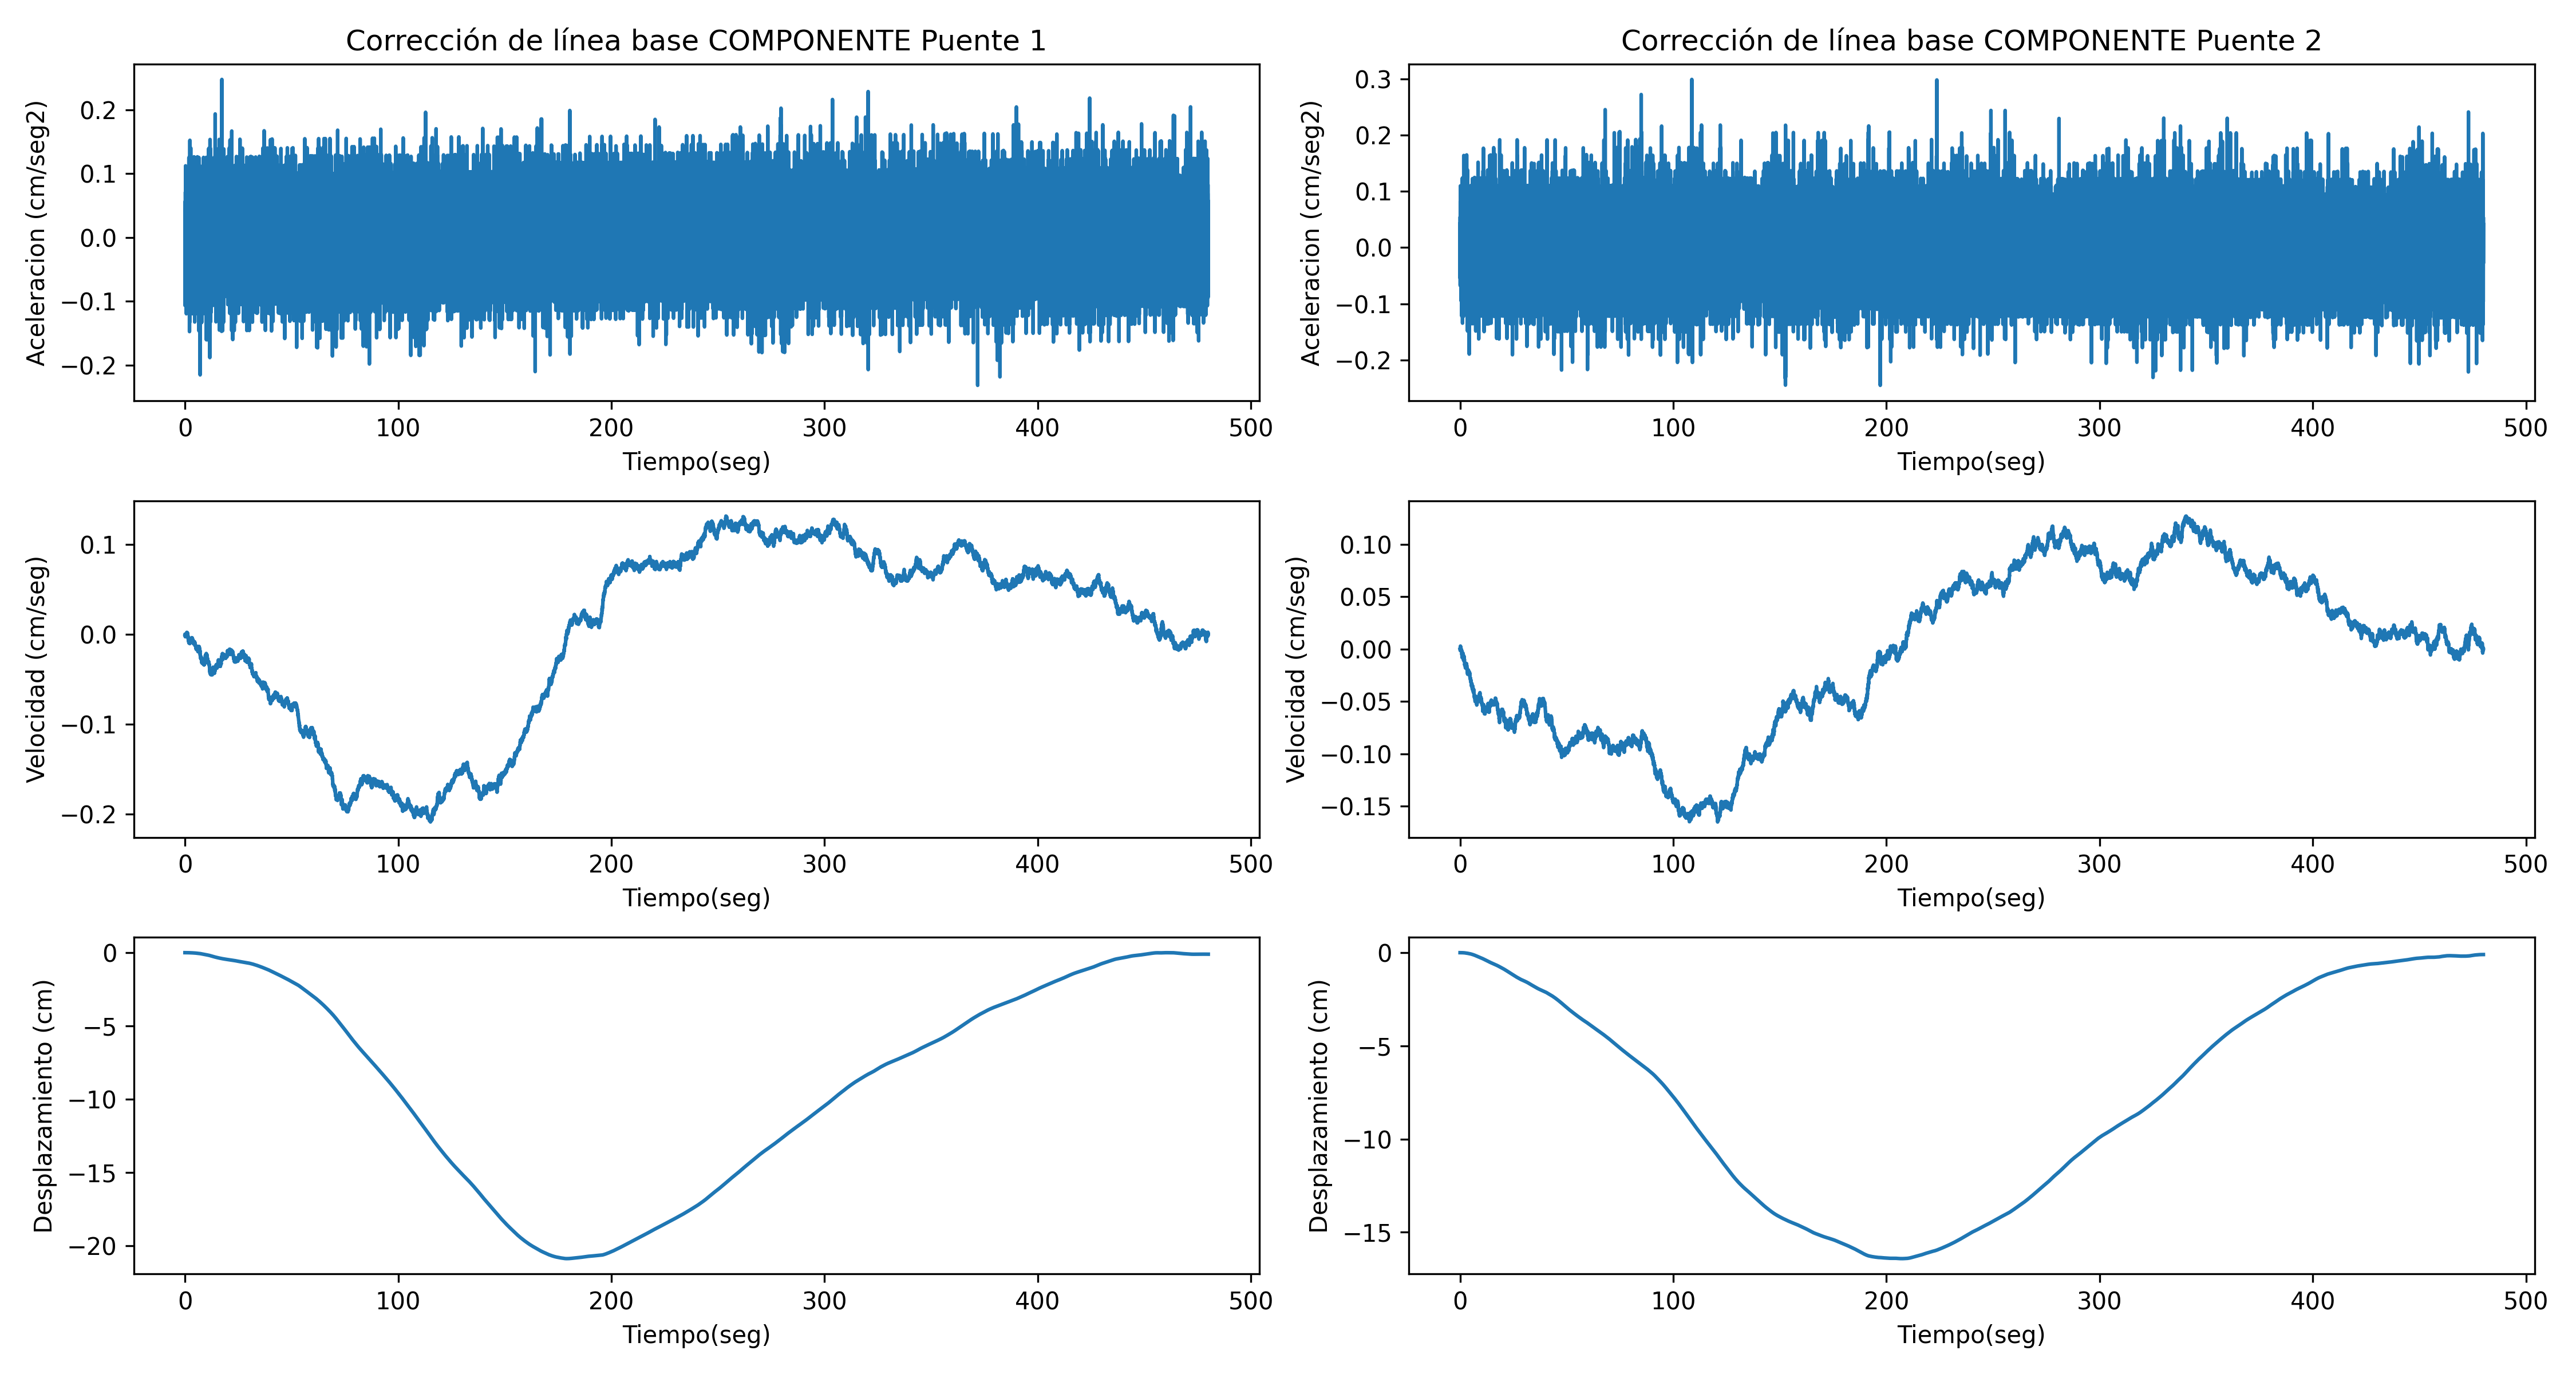 Corrección de línea base COMPONENTE Puente 1
Aceleracion (cm/seg2)
0.2
0.1
0.0
−0.1
−0.2
0 100 200 300 400 500
Tiempo(seg)
Corrección de línea base COMPONENTE Puente 2
Aceleracion (cm/seg2)
0.3
0.2
0.1
0.0
−0.1
−0.2
0 100 200 300 400 500
Tiempo(seg)
Velocidad (cm/seg)
0.1
0.0
−0.1
−0.2
0 100 200 300 400 500
Tiempo(seg)
Velocidad (cm/seg)
0.10
0.05
0.00
−0.05
−0.10
−0.15
0 100 200 300 400 500
Tiempo(seg)
Desplazamiento (cm)
0
−5
−10
−15
−20
0 100 200 300 400 500
Tiempo(seg)
Desplazamiento (cm)
0
−5
−10
−15
0 100 200 300 400 500
Tiempo(seg)